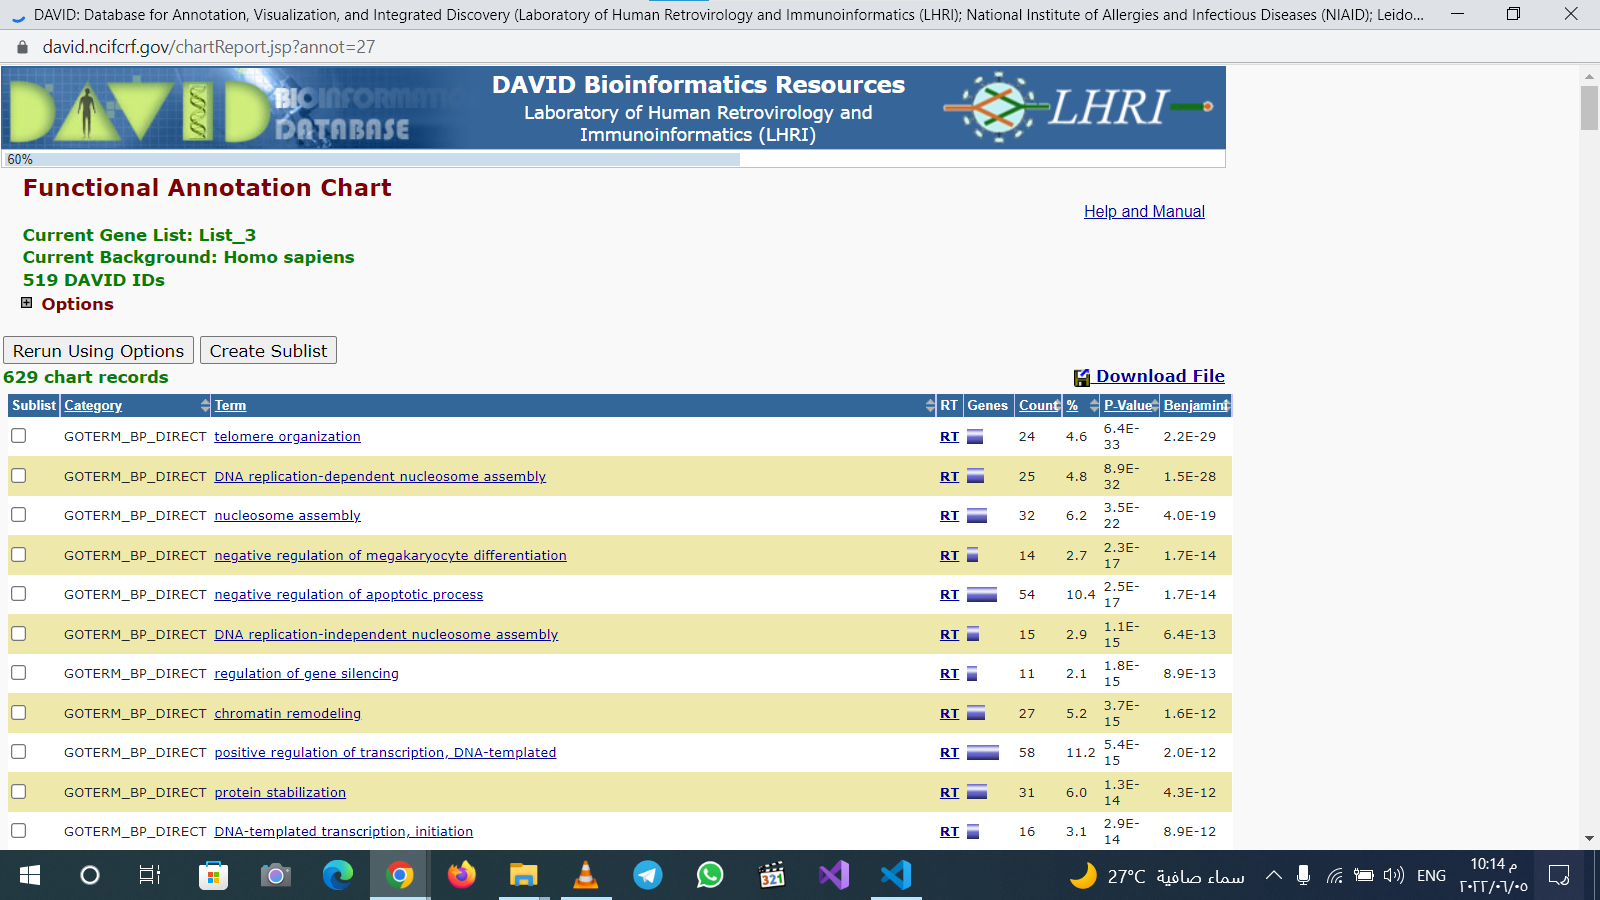 DAVID: Database for Annotation, Visualization, and Integrated Discovery (Laboratory of Human Retrovirology and Immunoinformatics (LHRI); National Institute of Allergies and Infectious Diseases (NIAID); Leido...
david.ncifcrf.gov/chartReport.jsp?annot=27
DAVID BIOINFORMATICS DATABASE
DAVID Bioinformatics Resources
Laboratory of Human Retrovirology and
Immunoinformatics (LHRI)
LHRI
60%
Functional Annotation Chart
Help and Manual
Current Gene List: List_3
Current Background: Homo sapiens
519 DAVID IDs
Options
Rerun Using Options Create Sublist
629 chart records Download File
Sublist Category Term RT Genes Count % P-Value Benjamini
GOTERM_BP_DIRECT telomere organization RT 24 4.6 6.4E-33 2.2E-29
GOTERM_BP_DIRECT DNA replication-dependent nucleosome assembly RT 25 4.8 8.9E-32 1.5E-28
GOTERM_BP_DIRECT nucleosome assembly RT 32 6.2 3.5E-22 4.0E-19
GOTERM_BP_DIRECT negative regulation of megakaryocyte differentiation RT 14 2.7 2.3E-17 1.7E-14
GOTERM_BP_DIRECT negative regulation of apoptotic process RT 54 10.4 2.5E-17 1.7E-14
GOTERM_BP_DIRECT DNA replication-independent nucleosome assembly RT 15 2.9 1.1E-15 6.4E-13
GOTERM_BP_DIRECT regulation of gene silencing RT 11 2.1 1.8E-15 8.9E-13
GOTERM_BP_DIRECT chromatin remodeling RT 27 5.2 3.7E-15 1.6E-12
GOTERM_BP_DIRECT positive regulation of transcription, DNA-templated RT 58 11.2 5.4E-15 2.0E-12
GOTERM_BP_DIRECT protein stabilization RT 31 6.0 1.3E-14 4.3E-12
GOTERM_BP_DIRECT DNA-templated transcription, initiation RT 16 3.1 2.9E-14 8.9E-12
321
27°C سماء صافية
ENG
10:14 م
٢٠٢٢/٠٦/٠٥